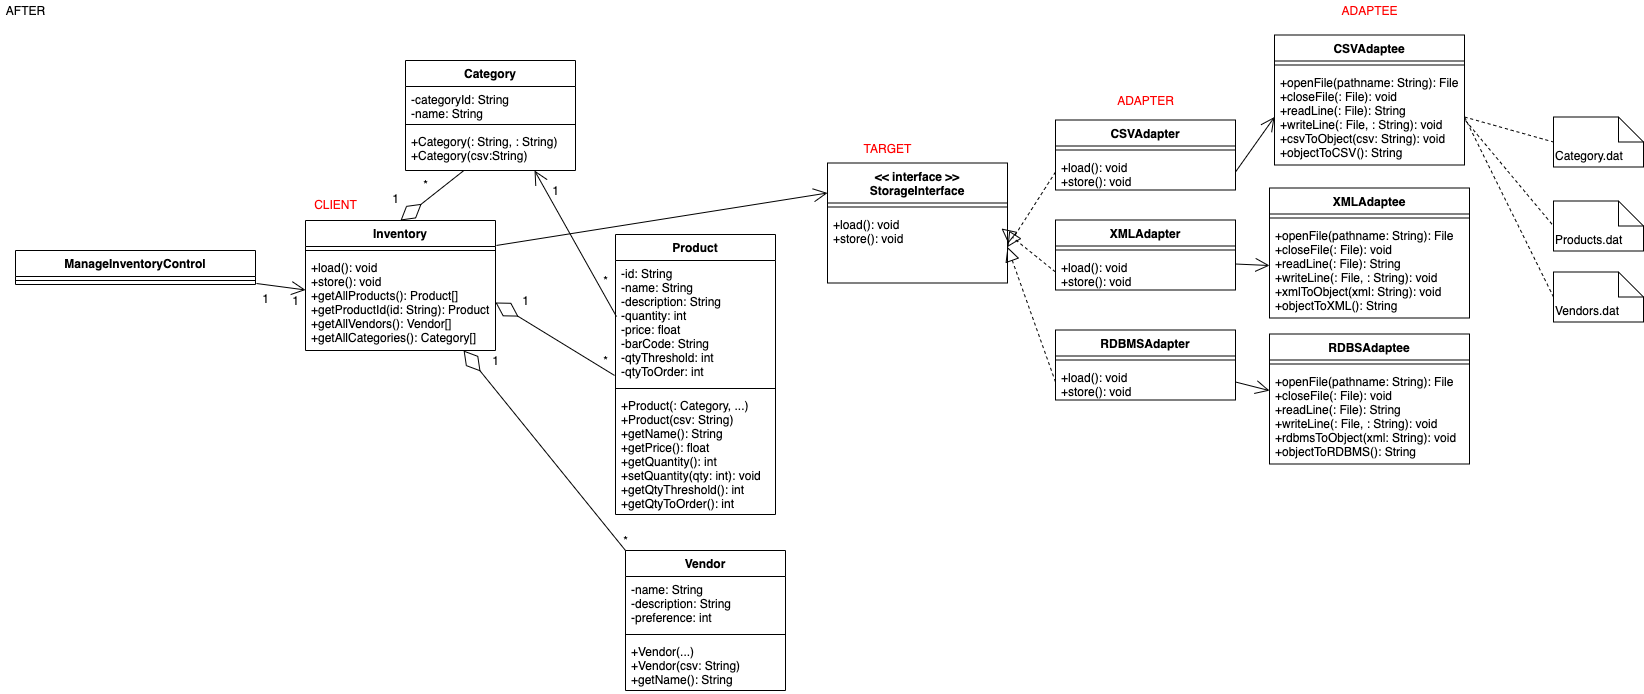 AFTER
ADAPTEE
CSVAdaptee
+openFile(pathname: String): File
+closeFile(: File): void
+readLine(: File): String
+writeLine(: File, : String): void
+csvToObject(csv: String): void
+objectToCSV(): String
Category
-categoryId: String
-name: String
+Category(: String, : String)
+Category(csv:String)
ADAPTER
CSVAdapter
+load(): void
+store(): void
Category.dat
TARGET
<< interface >>
StorageInterface
+load(): void
+store(): void
*
1
1
CLIENT
Inventory
+load(): void
+store(): void
+getAllProducts(): Product[]
+getProductId(id: String): Product
+getAllVendors(): Vendor[]
+getAllCategories(): Category[]
ManageInventoryControl
1
1
1
1
*
*
Product
-id: String
-name: String
-description: String
-quantity: int
-price: float
-barCode: String
-qtyThreshold: int
-qtyToOrder: int
+Product(: Category, ...)
+Product(csv: String)
+getName(): String
+getPrice(): float
+getQuantity(): int
+setQuantity(qty: int): void
+getQtyThreshold(): int
+getQtyToOrder(): int
XMLAdapter
+load(): void
+store(): void
XMLAdaptee
+openFile(pathname: String): File
+closeFile(: File): void
+readLine(: File): String
+writeLine(: File, : String): void
+xmlToObject(xml: String): void
+objectToXML(): String
Products.dat
Vendors.dat
RDBMSAdapter
+load(): void
+store(): void
RDBSAdaptee
+openFile(pathname: String): File
+closeFile(: File): void
+readLine(: File): String
+writeLine(: File, : String): void
+rdbmsToObject(xml: String): void
+objectToRDBMS(): String
*
Vendor
-name: String
-description: String
-preference: int
+Vendor(...)
+Vendor(csv: String)
+getName(): String